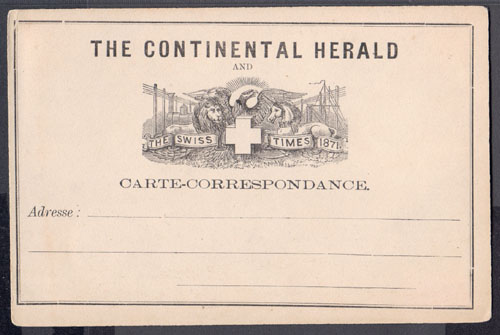 THE CONTINENTAL HERALD
AND
THE SWISS TIMES 1871.
CARTE-CORRESPONDANCE.
Adresse: